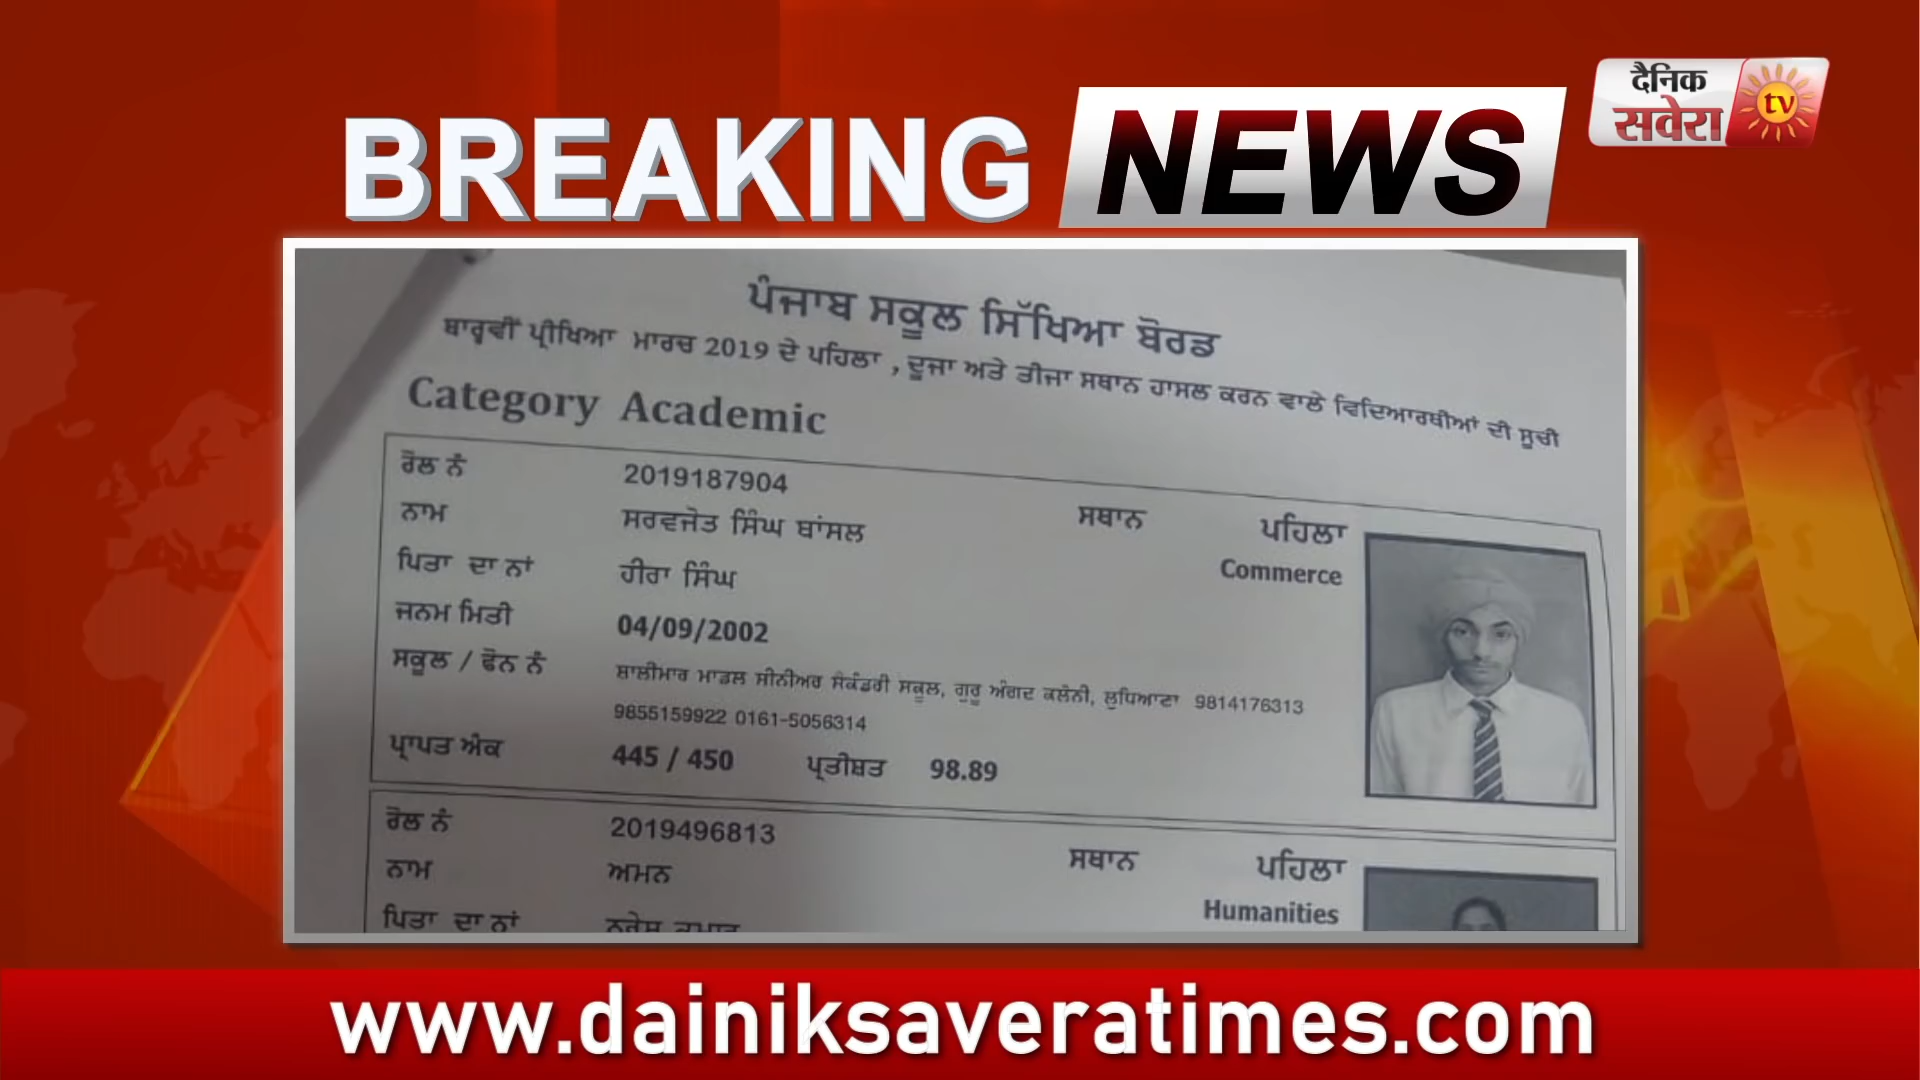 BREAKING NEWS
दैनिक
सवेरा tv
ਪੰਜਾਬ ਸਕੂਲ ਸਿੱਖਿਆ ਬੋਰਡ
ਬਾਰ੍ਹਵੀਂ ਪ੍ਰੀਖਿਆ ਮਾਰਚ 2019 ਦੇ ਪਹਿਲਾ , ਦੂਜਾ ਅਤੇ ਤੀਜਾ ਸਥਾਨ ਹਾਸਲ ਕਰਨ ਵਾਲੇ ਵਿਦਿਆਰਥੀਆਂ ਦੀ ਸੂਚੀ
Category Academic
ਰੋਲ ਨੰ 2019187904
ਨਾਮ ਸਰਵਜੋਤ ਸਿੰਘ ਬਾਂਸਲ ਸਥਾਨ ਪਹਿਲਾ
ਪਿਤਾ ਦਾ ਨਾਂ ਹੀਰਾ ਸਿੰਘ Commerce
ਜਨਮ ਮਿਤੀ 04/09/2002
ਸਕੂਲ / ਫੋਨ ਨੰ ਸ਼ਾਲੀਮਾਰ ਮਾਡਲ ਸੀਨੀਅਰ ਸੈਕੰਡਰੀ ਸਕੂਲ, ਗੁਰੂ ਅੰਗਦ ਕਲੋਨੀ, ਲੁਧਿਆਣਾ 9814176313
9855159922 0161-5056314
ਪ੍ਰਾਪਤ ਅੰਕ 445 / 450 ਪ੍ਰਤੀਸ਼ਤ 98.89
ਰੋਲ ਨੰ 2019496813
ਨਾਮ ਅਮਨ ਸਥਾਨ ਪਹਿਲਾ
ਪਿਤਾ ਦਾ ਨਾਂ ਨਰੇਸ਼ ਕੁਮਾਰ Humanities
www.dainiksaveratimes.com